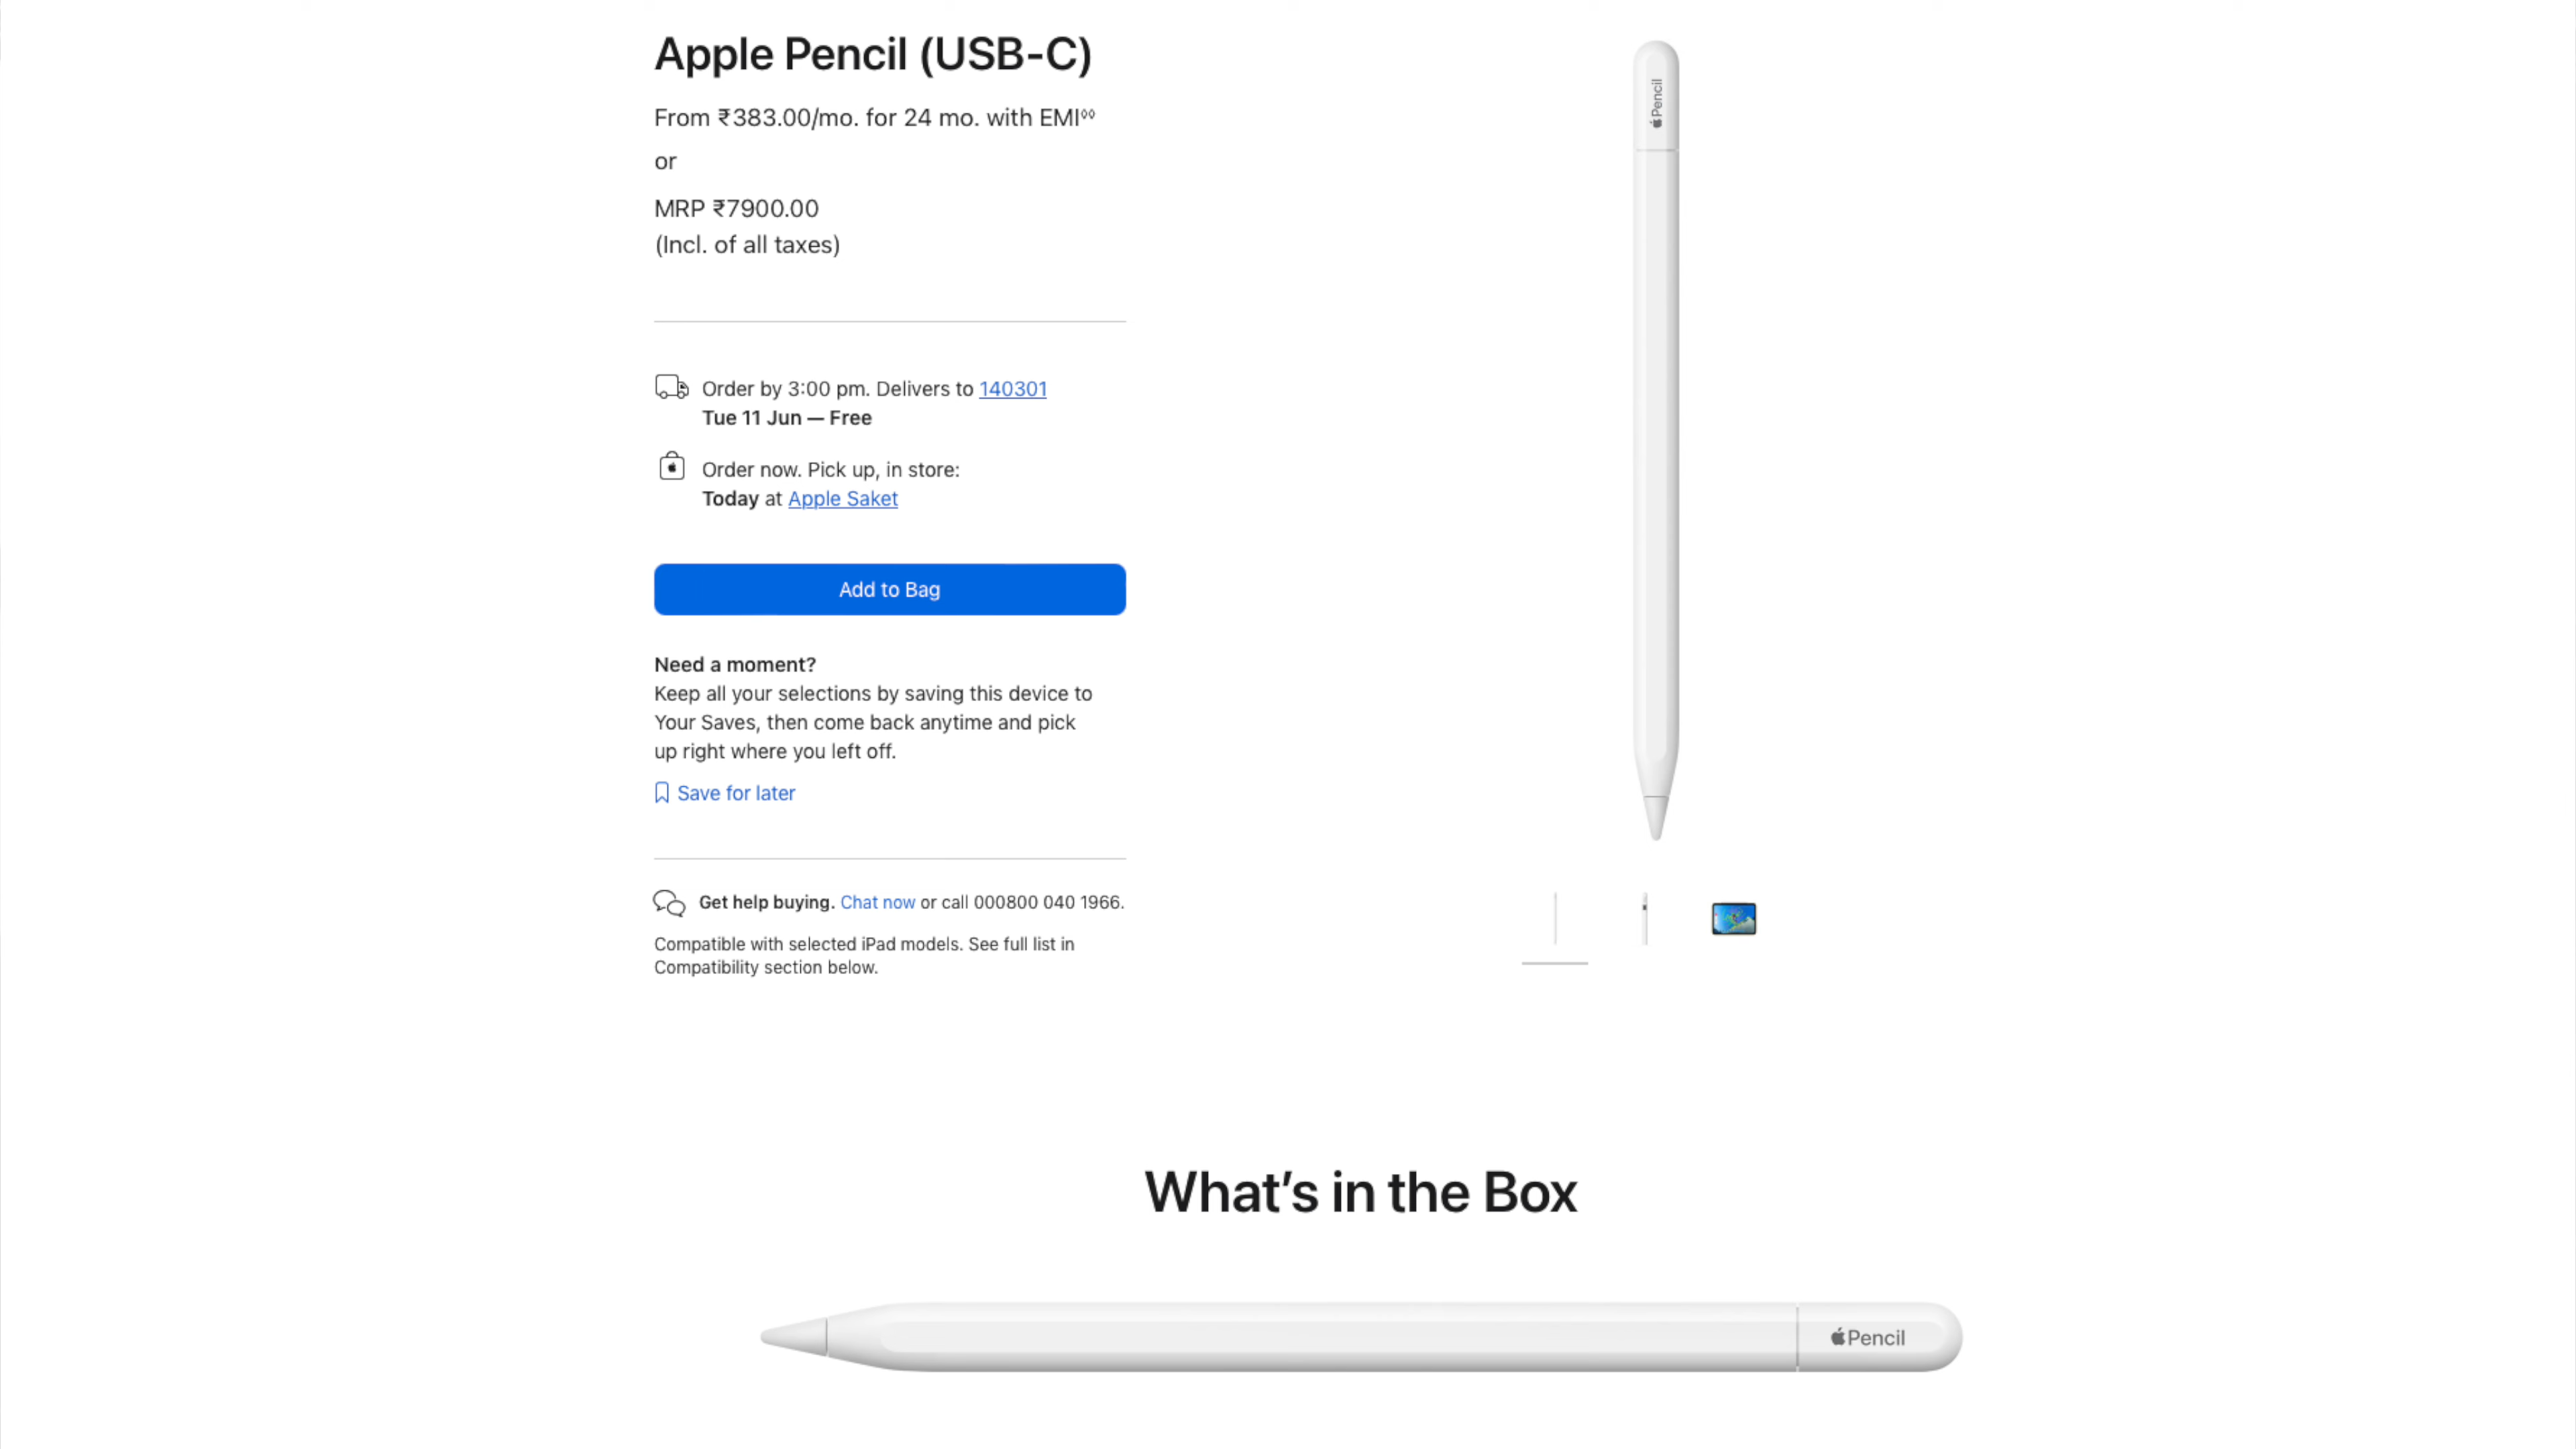 Apple Pencil (USB-C)
From ₹383.00/mo. for 24 mo. with EMI◊◊
or
MRP ₹7900.00
(Incl. of all taxes)
Order by 3:00 pm. Delivers to 140301
Tue 11 Jun — Free
Order now. Pick up, in store:
Today at Apple Saket
Add to Bag
Need a moment?
Keep all your selections by saving this device to
Your Saves, then come back anytime and pick
up right where you left off.
Save for later
Get help buying. Chat now or call 000800 040 1966.
Compatible with selected iPad models. See full list in
Compatibility section below.
Pencil
What’s in the Box
Pencil